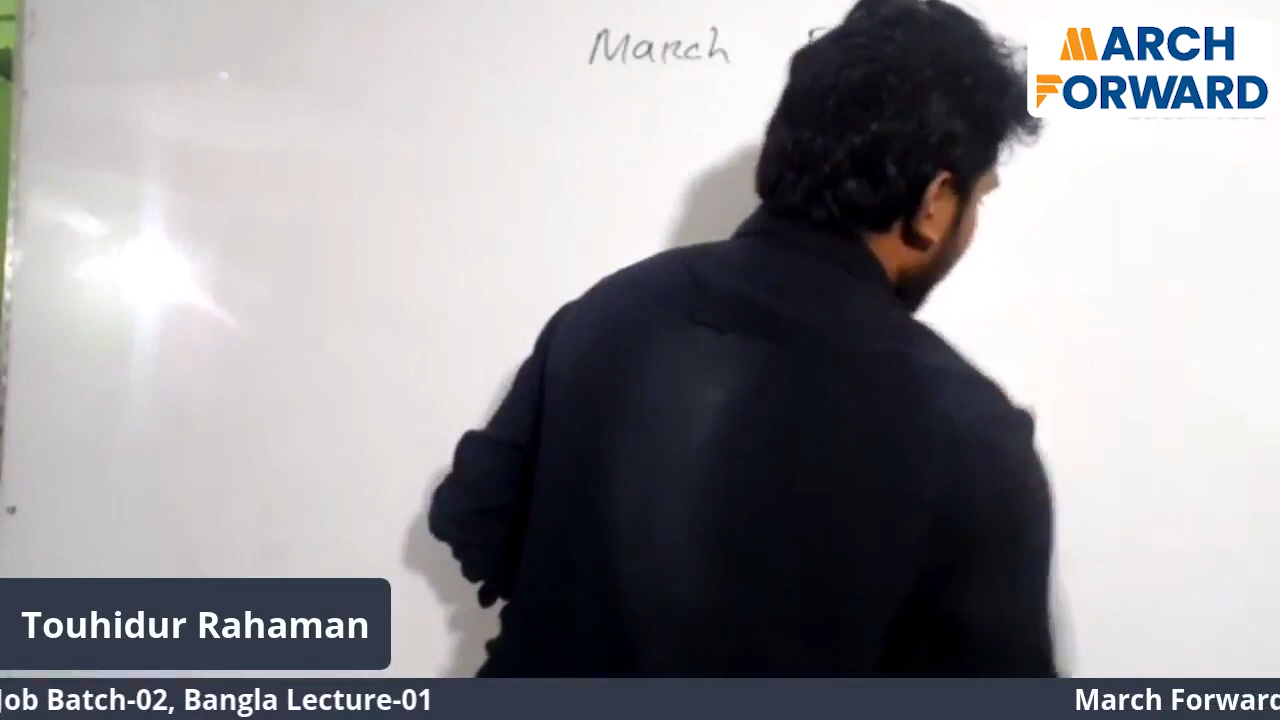 March
MARCH
FORWARD
Touhidur Rahaman
Job Batch-02, Bangla Lecture-01
March Forward